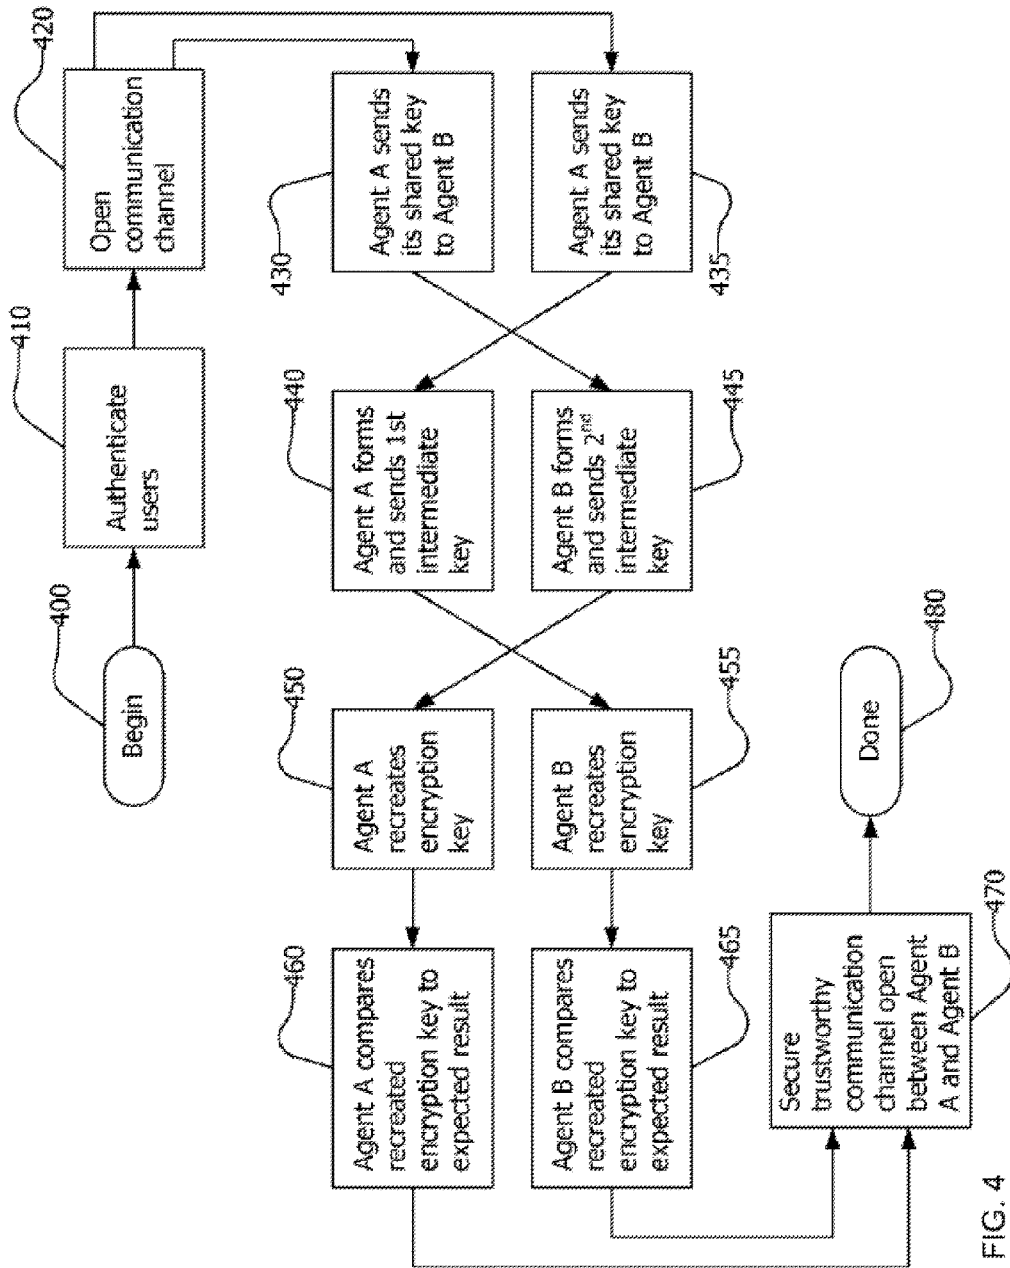 400
Begin
410
Authenticate
users
420
Open
communication
channel
430
Agent A sends
its shared key
to Agent B
435
Agent A sends
its shared key
to Agent B
440
Agent A forms
and sends 1st
intermediate
key
445
Agent B forms
and sends 2nd
intermediate
key
450
Agent A
recreates
encryption
key
455
Agent B
recreates
encryption
key
460
Agent A compares
recreated
encryption key to
expected result
465
Agent B compares
recreated
encryption key to
expected result
470
Secure
trustworthy
communication
channel open
between Agent
A and Agent B
480
Done
FIG. 4